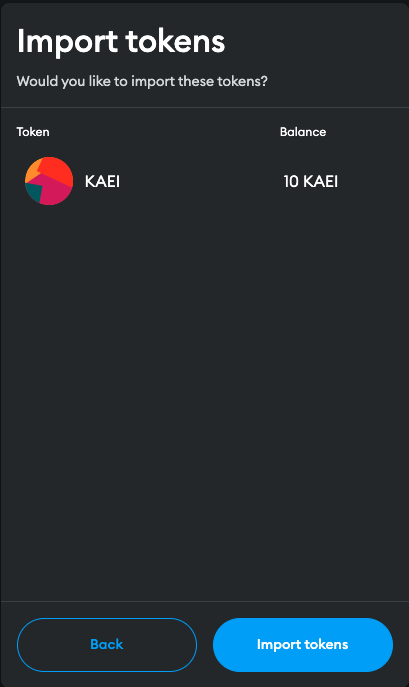 Import tokens
Would you like to import these tokens?
Token Balance
KAEI 10 KAEI
Back Import tokens